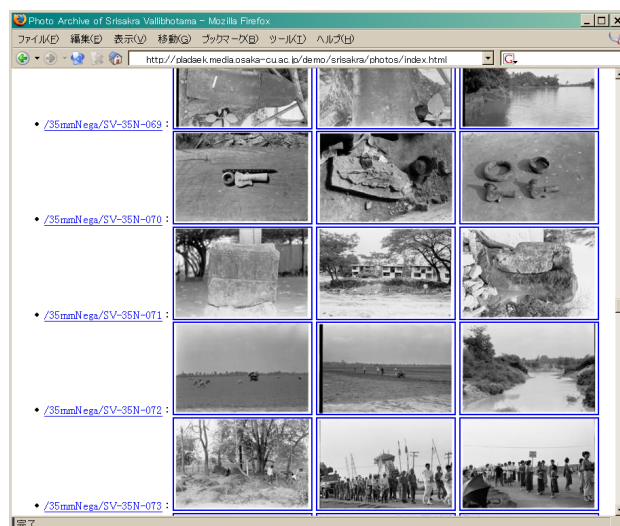 Photo Archive of Srisakra Vallibhotama - Mozilla Firefox
ファイル(F) 編集(E) 表示(V) 移動(G) ブックマーク(B) ツール(T) ヘルプ(H)
http://pladaek.media.osaka-cu.ac.jp/demo/srisakra/photos/index.html
G
/35mmNega/SV-35N-069 :
/35mmNega/SV-35N-070 :
/35mmNega/SV-35N-071 :
/35mmNega/SV-35N-072 :
/35mmNega/SV-35N-073 :
完了